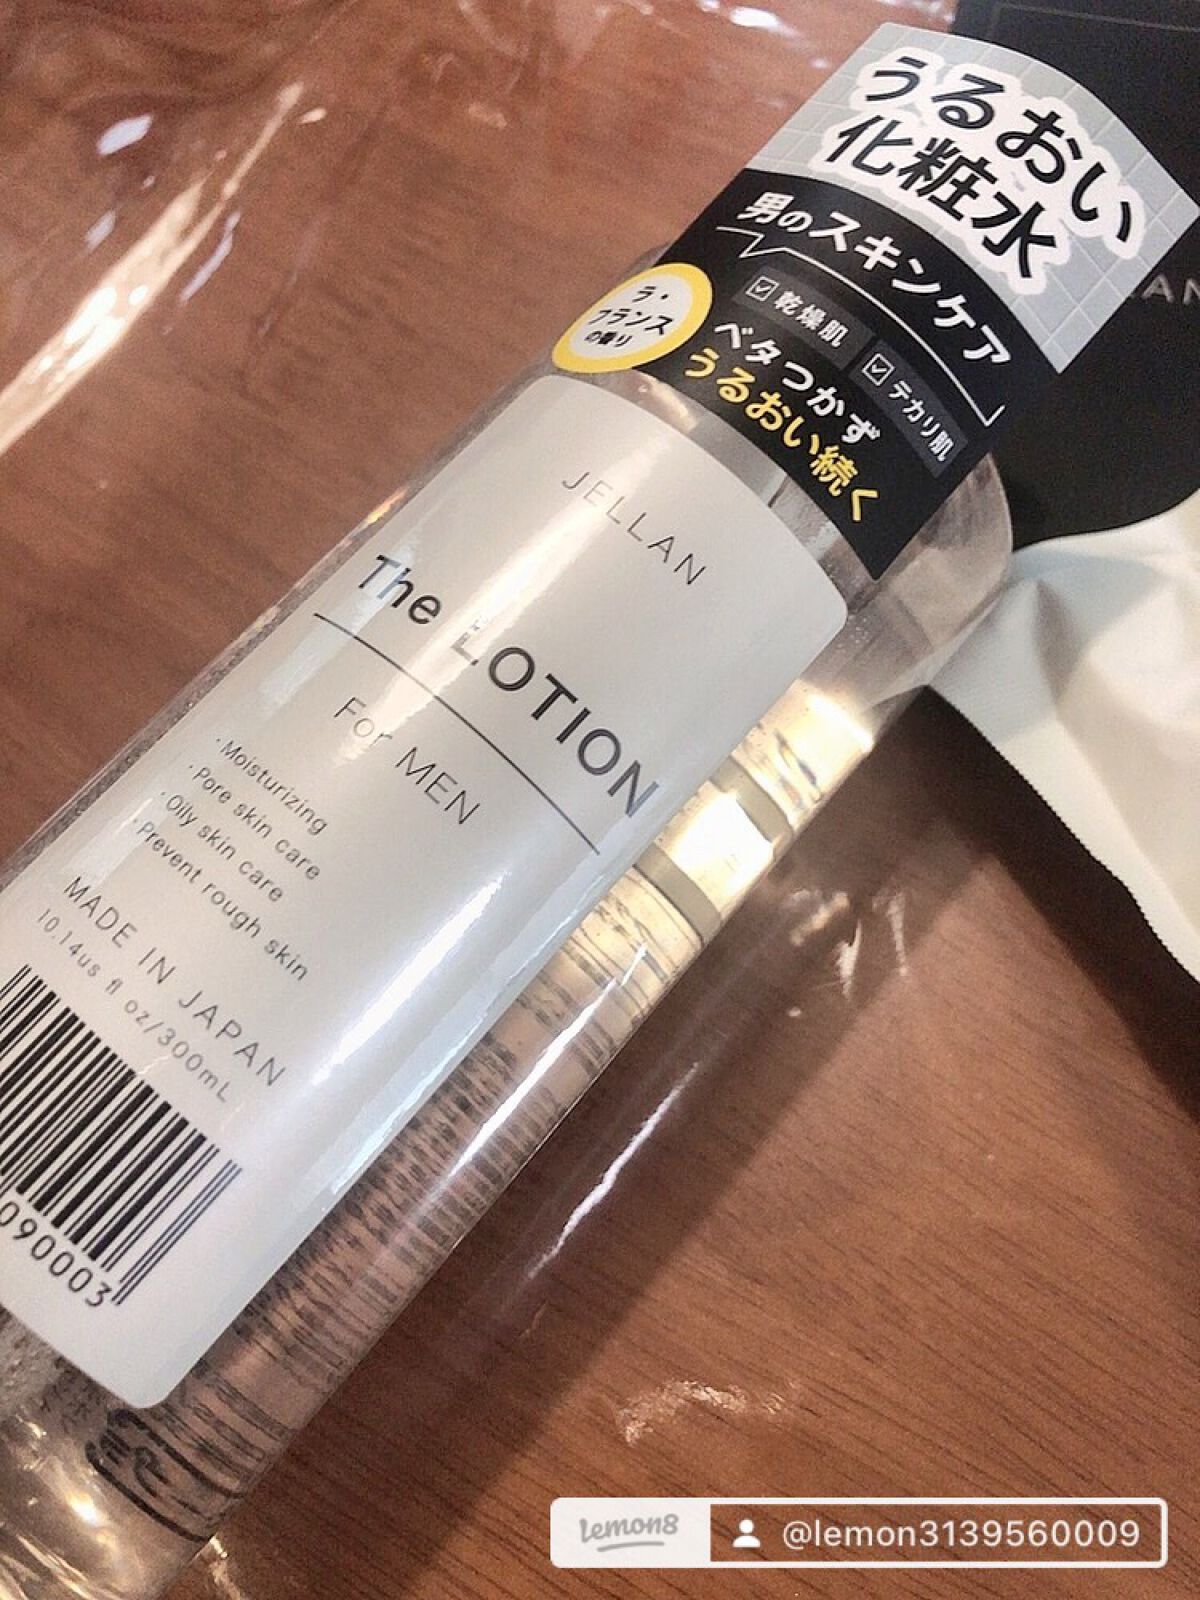 うるおい
化粧水
男のスキンケア
乾燥肌
テカリ肌
ベタつかず
うるおい続く
ラ・
フランス
の香り
JELLAN
The LOTION
For MEN
・Moisturizing
・Pore skin care
・Oily skin care
・Prevent rough skin
MADE IN JAPAN
10.14us fl oz/300mL
090003
lemon8
@lemon3139560009